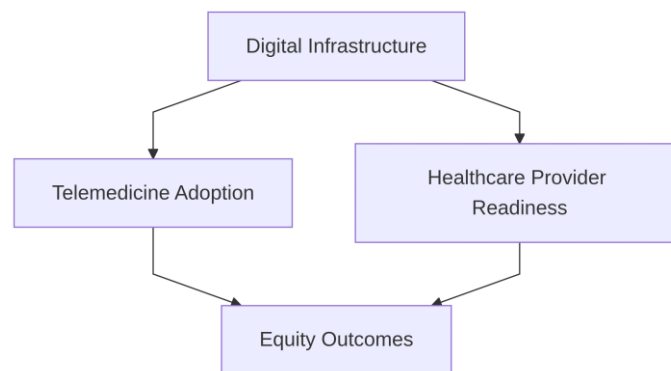 Digital Infrastructure
Telemedicine Adoption
Healthcare Provider
Readiness
Equity Outcomes